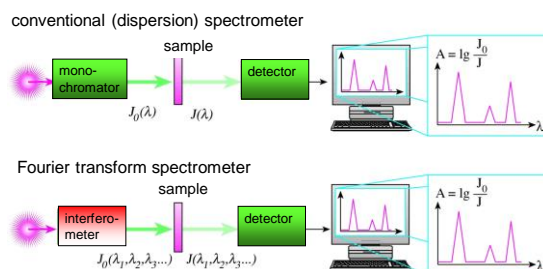 conventional (dispersion) spectrometer
sample
mono-
chromator
detector
J₀(λ)
J(λ)
A = lg J₀/J
λ
Fourier transform spectrometer
sample
interfero-
meter
detector
J₀(λ₁,λ₂,λ₃...)
J(λ₁,λ₂,λ₃...)
A = lg J₀/J
λ